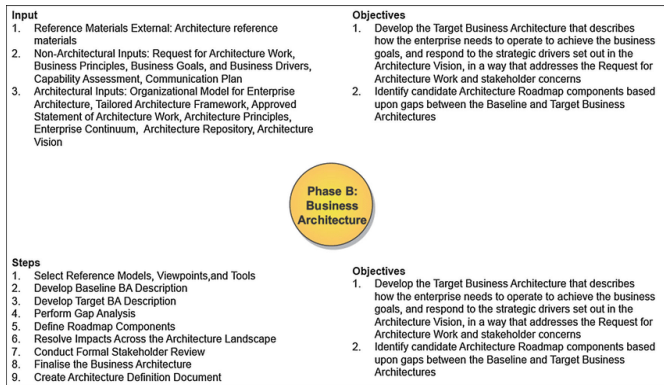 Input
1. Reference Materials External: Architecture reference
materials
2. Non-Architectural Inputs: Request for Architecture Work,
Business Principles, Business Goals, and Business Drivers,
Capability Assessment, Communication Plan
3. Architectural Inputs: Organizational Model for Enterprise
Architecture, Tailored Architecture Framework, Approved
Statement of Architecture Work, Architecture Principles,
Enterprise Continuum, Architecture Repository, Architecture
Vision
Objectives
1. Develop the Target Business Architecture that describes
how the enterprise needs to operate to achieve the business
goals, and respond to the strategic drivers set out in the
Architecture Vision, in a way that addresses the Request for
Architecture Work and stakeholder concerns
2. Identify candidate Architecture Roadmap components based
upon gaps between the Baseline and Target Business
Architectures
Phase B:
Business
Architecture
Steps
1. Select Reference Models, Viewpoints,and Tools
2. Develop Baseline BA Description
3. Develop Target BA Description
4. Perform Gap Analysis
5. Define Roadmap Components
6. Resolve Impacts Across the Architecture Landscape
7. Conduct Formal Stakeholder Review
8. Finalise the Business Architecture
9. Create Architecture Definition Document
Objectives
1. Develop the Target Business Architecture that describes
how the enterprise needs to operate to achieve the business
goals, and respond to the strategic drivers set out in the
Architecture Vision, in a way that addresses the Request for
Architecture Work and stakeholder concerns
2. Identify candidate Architecture Roadmap components based
upon gaps between the Baseline and Target Business
Architectures